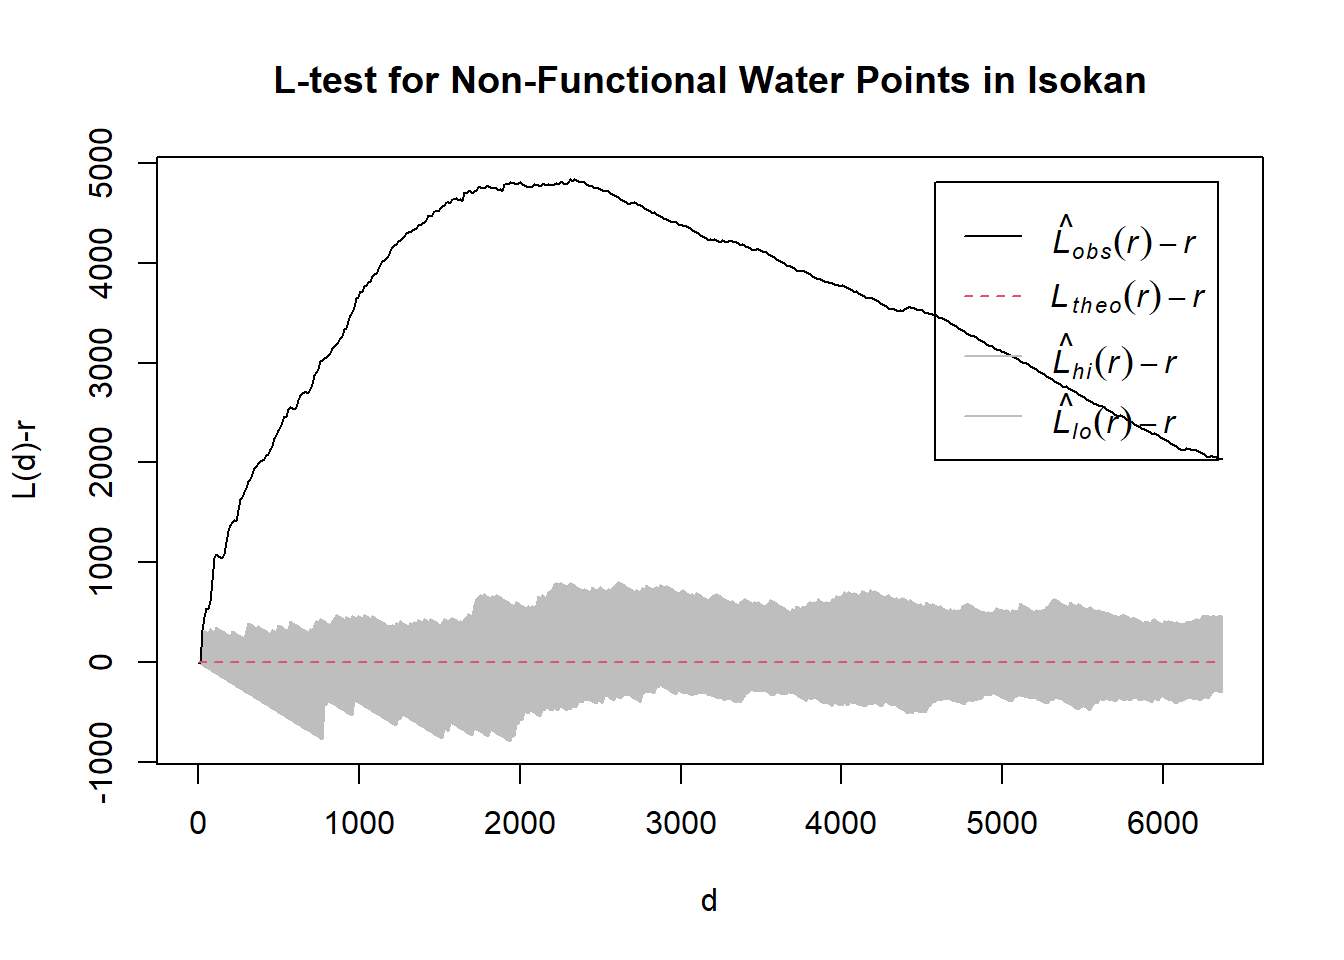 L-test for Non-Functional Water Points in Isokan
L(d)-r
5000
4000
3000
2000
1000
0
-1000
L̂obs(r) − r
Ltheo(r) − r
L̂hi(r) − r
L̂lo(r) − r
0 1000 2000 3000 4000 5000 6000
d